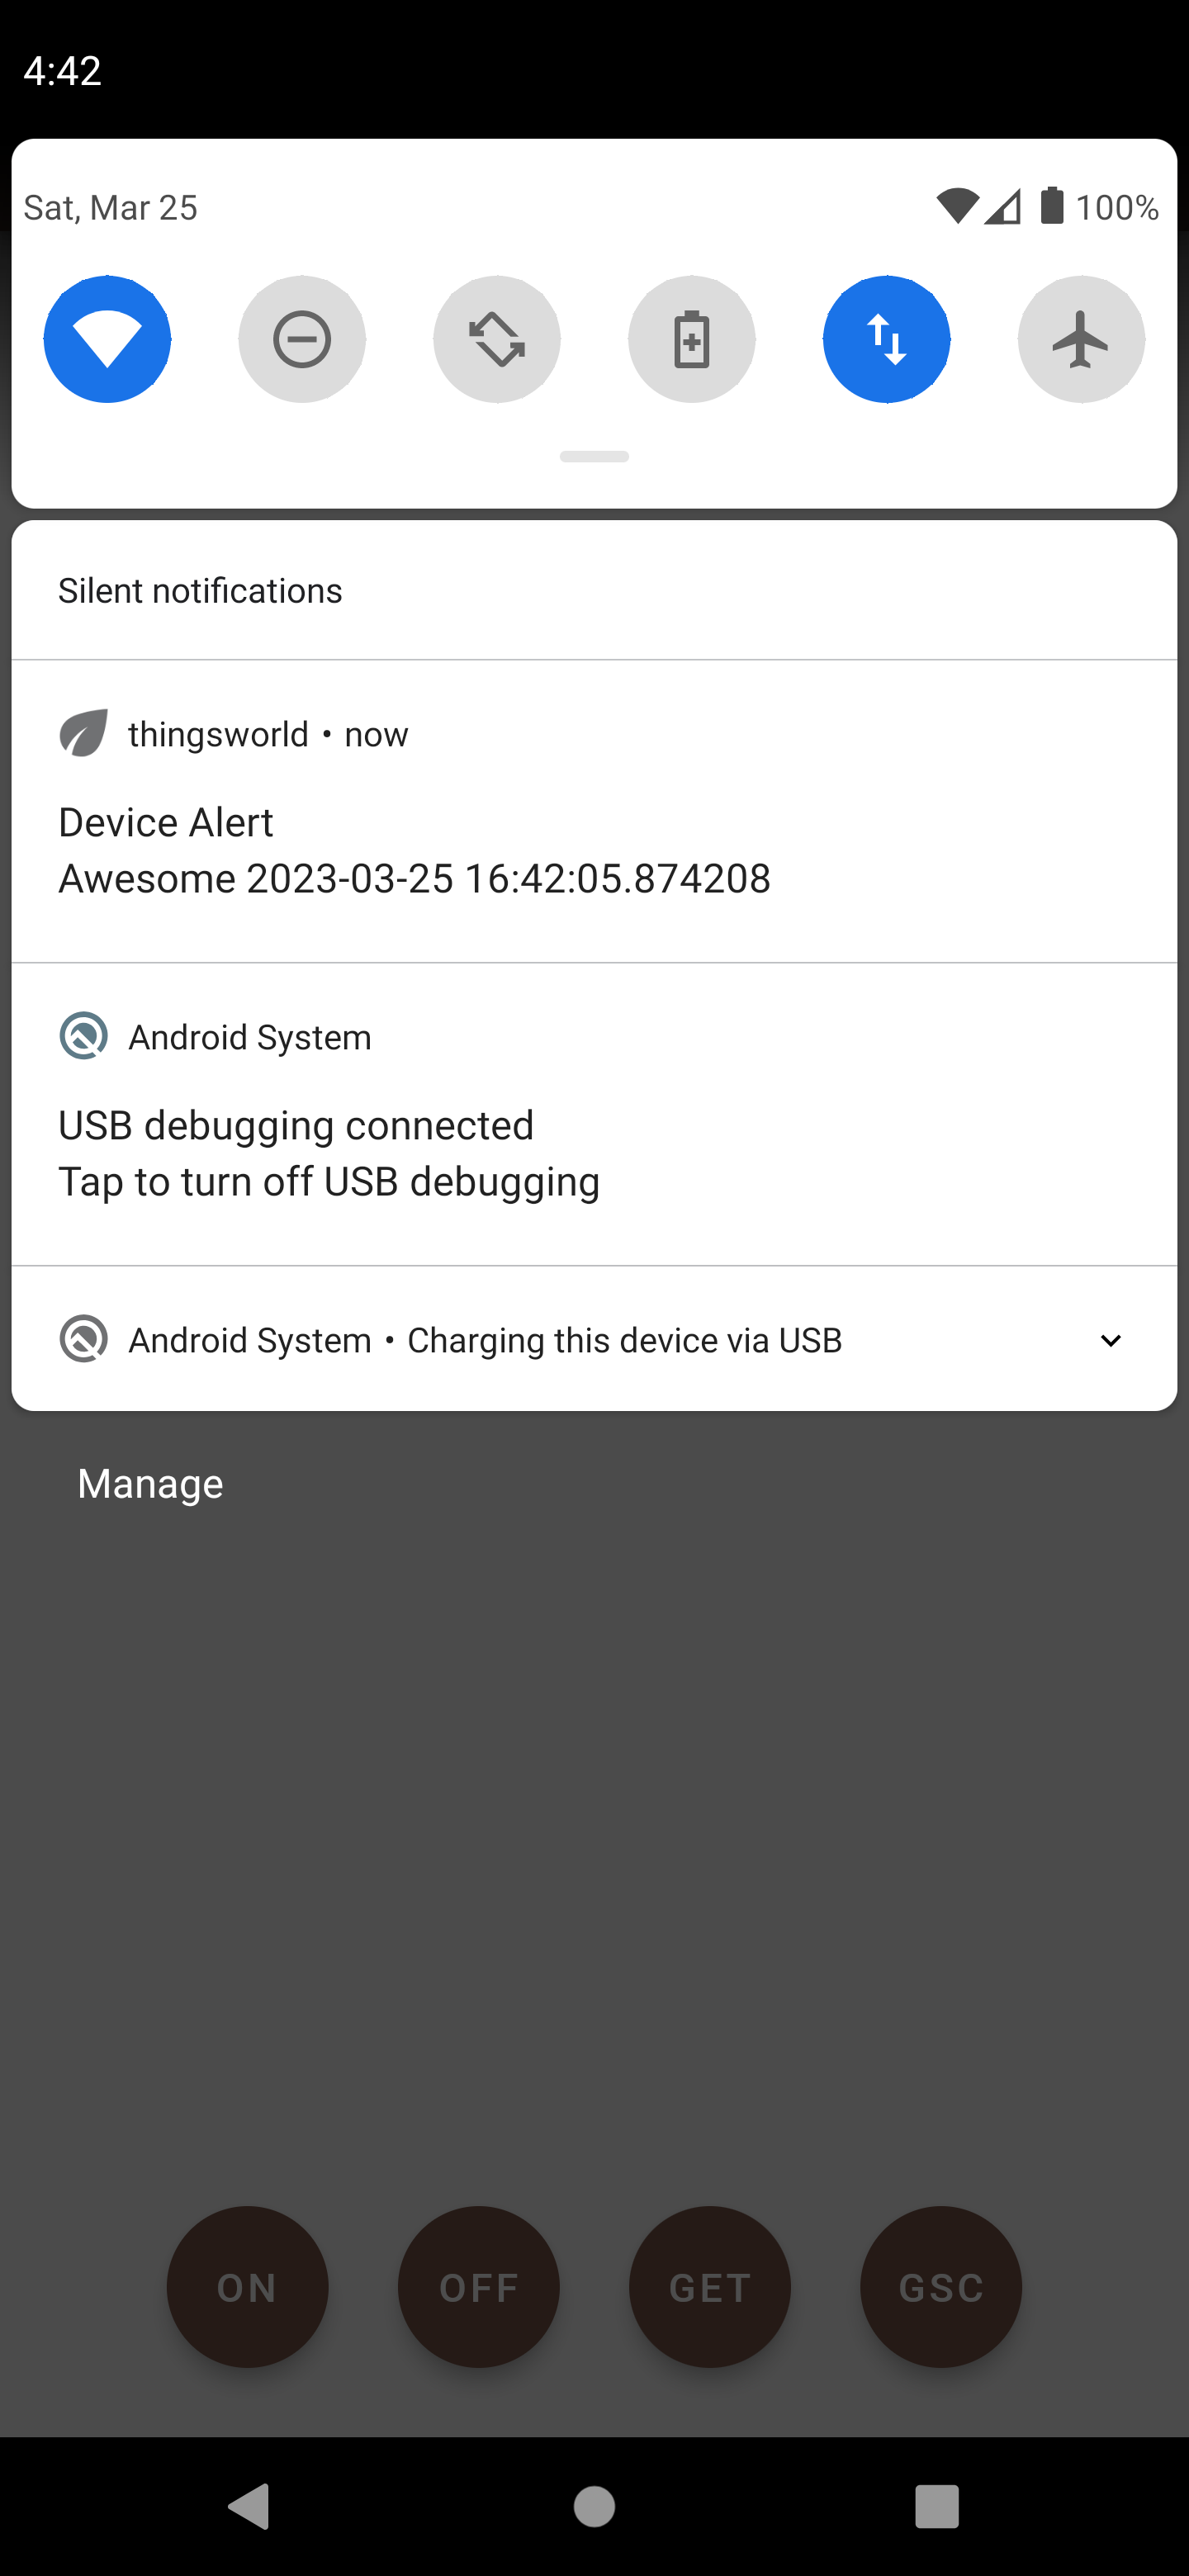 4:42
Sat, Mar 25 100%
Silent notifications
thingsworld • now
Device Alert
Awesome 2023-03-25 16:42:05.874208
Android System
USB debugging connected
Tap to turn off USB debugging
Android System • Charging this device via USB
Manage
ON OFF GET GSC